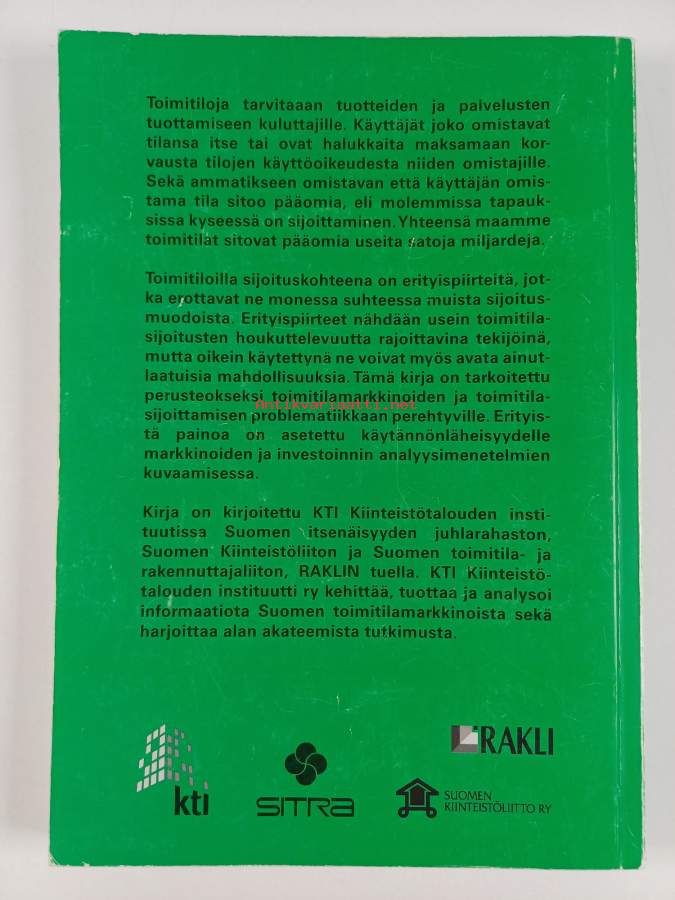 Toimitiloja tarvitaaan tuotteiden ja palvelusten
tuottamiseen kuluttajille. Käyttäjät joko omistavat
tilansa itse tai ovat halukkaita maksamaan kor-
vausta tilojen käyttöoikeudesta niiden omistajille.
Sekä ammatikseen omistavan että käyttäjän omis-
tama tila sitoo pääomia, eli molemmissa tapauk-
sissa kyseessä on sijoittaminen. Yhteensä maamme
toimitilat sitovat pääomia useita satoja miljardeja.
Toimitiloilla sijoituskohteena on erityispiirteitä, jot-
ka erottavat ne monessa suhteessa muista sijoitus-
muodoista. Erityispiirteet nähdään usein toimitila-
sijoitusten houkuttelevuutta rajoittavina tekijöinä,
mutta oikein käytettynä ne voivat myös avata ainut-
laatuisia mahdollisuuksia. Tämä kirja on tarkoitettu
perusteokseksi toimitilamarkkinoiden ja toimitila-
Antikvariaatti.net
sijoittamisen problematiikkaan perehtyville. Erityis-
tä painoa on asetettu käytännönläheisyydelle
markkinoiden ja investoinnin analyysimenetelmien
kuvaamisessa.
Kirja on kirjoitettu KTI Kiinteistötalouden insti-
tuutissa Suomen itsenäisyyden juhlarahaston,
Suomen Kiinteistöliiton ja Suomen toimitila- ja
rakennuttajaliiton, RAKLIN tuella. KTI Kiinteistö-
talouden instituutti ry kehittää, tuottaa ja analysoi
informaatiota Suomen toimitilamarkkinoista sekä
harjoittaa alan akateemista tutkimusta.
RAKLI
kti
SITRA
SUOMEN
KIINTEISTÖLIITTO RY